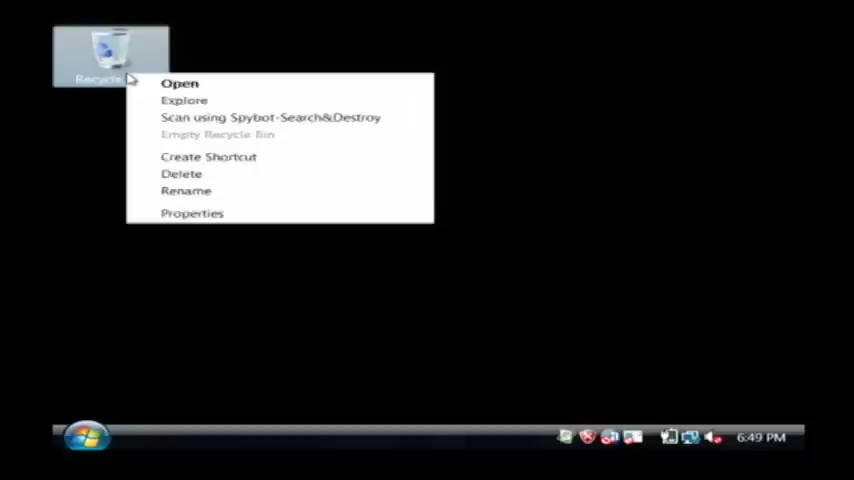 Recycle
Open
Explore
Scan using Spybot-Search&Destroy
Empty Recycle Bin
Create Shortcut
Delete
Rename
Properties
6:49 PM